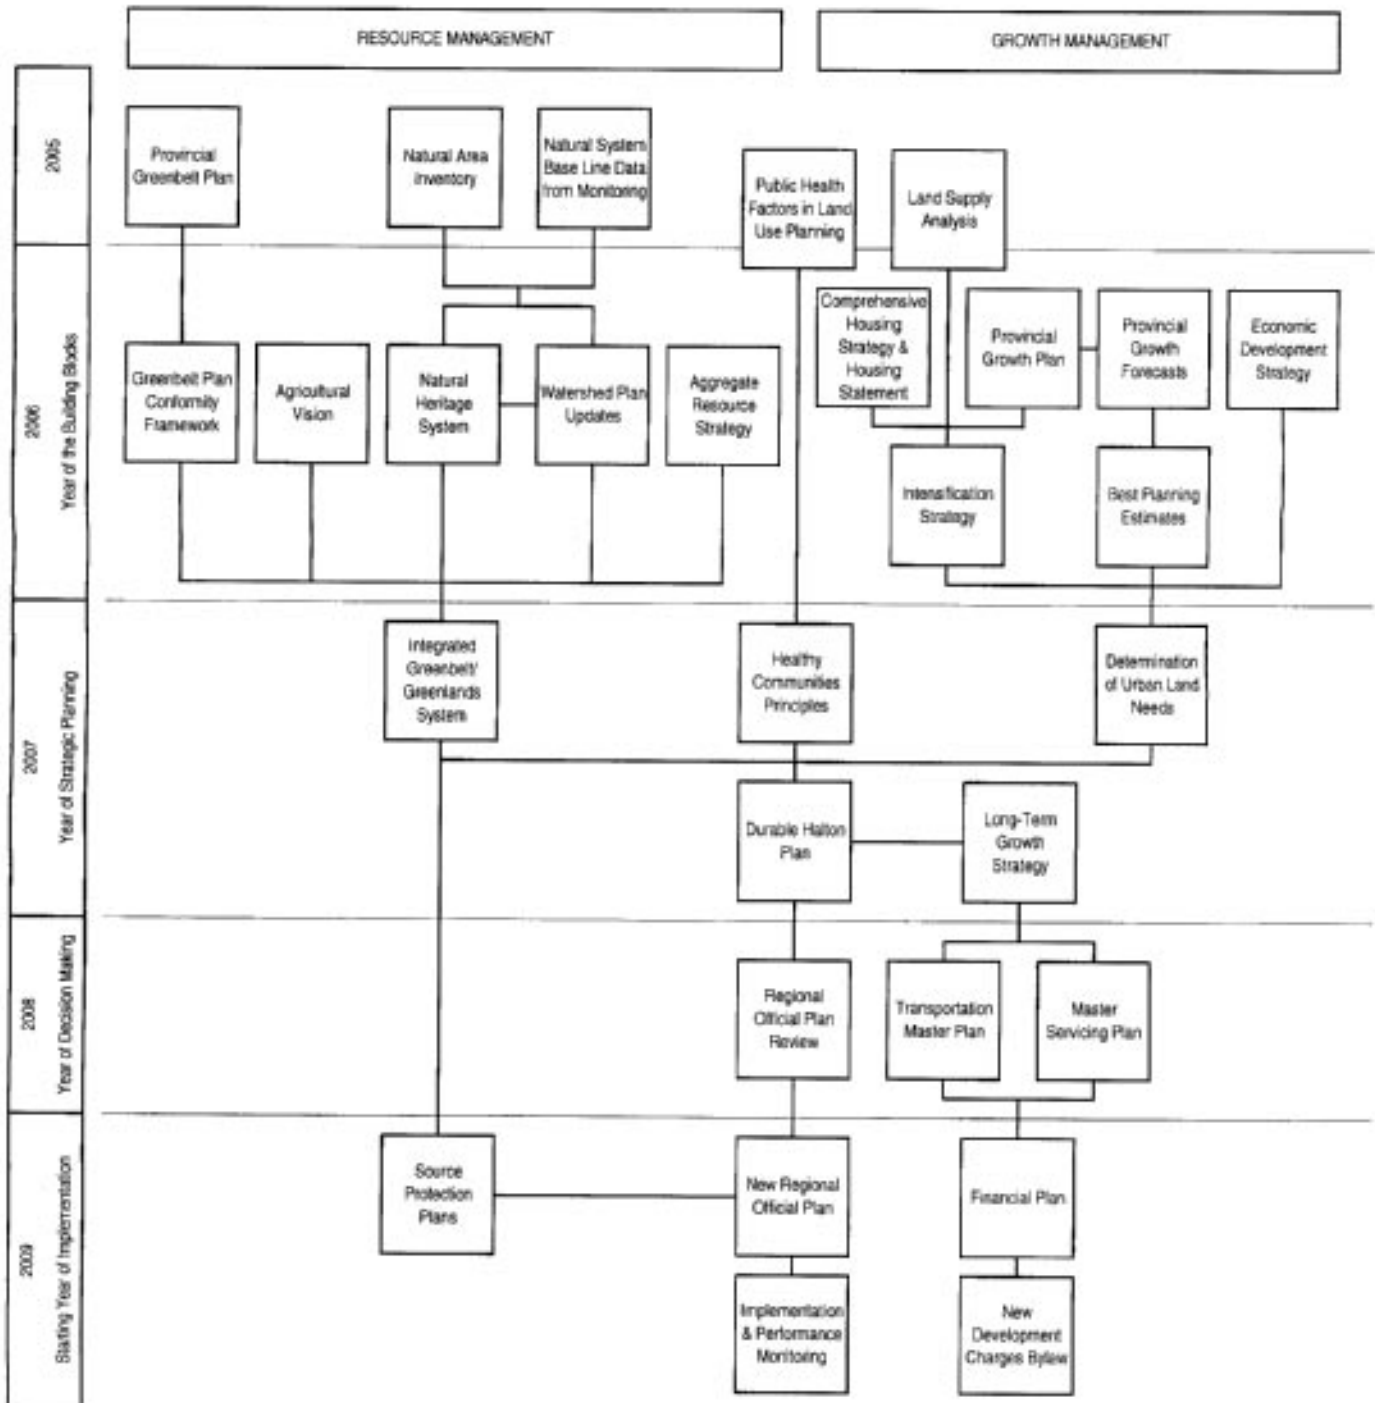 RESOURCE MANAGEMENT
GROWTH MANAGEMENT
2005
Provincial
Greenbelt Plan
Natural Area
Inventory
Natural System
Base Line Data
from Monitoring
Public Health
Factors in Land
Use Planning
Land Supply
Analysis
2006
Year of the Building Blocks
Greenbelt Plan
Conformity
Framework
Agricultural
Vision
Natural
Heritage
System
Watershed Plan
Updates
Aggregate
Resource
Strategy
Comprehensive
Housing
Strategy &
Housing
Statement
Provincial
Growth Plan
Provincial
Growth
Forecasts
Economic
Development
Strategy
Intensification
Strategy
Best Planning
Estimates
2007
Year of Strategic Planning
Integrated
Greenbelt/
Greenlands
System
Healthy
Communities
Principles
Determination
of Urban Land
Needs
Durable Halton
Plan
Long-Term
Growth
Strategy
2008
Year of Decision Making
Regional
Official Plan
Review
Transportation
Master Plan
Master
Servicing Plan
2009
Starting Year of Implementation
Source
Protection
Plans
New Regional
Official Plan
Financial Plan
Implementation
& Performance
Monitoring
New
Development
Charges Bylaw